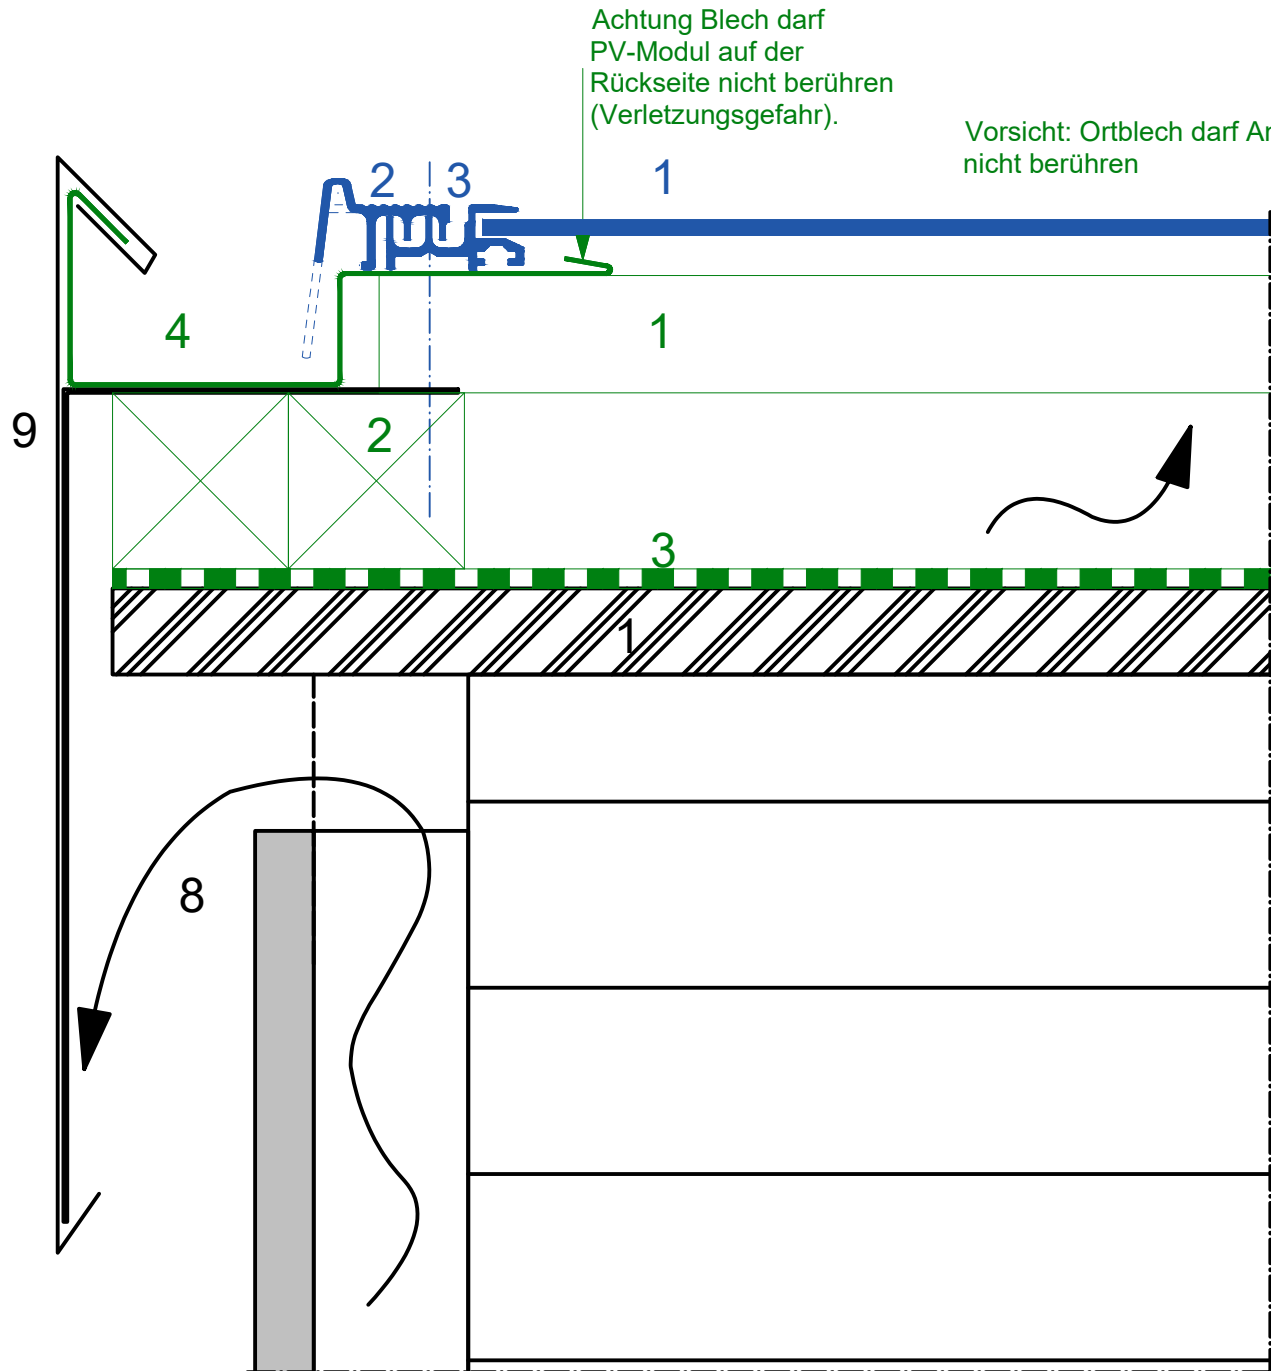 Achtung Blech darf
PV-Modul auf der
Rückseite nicht berühren
(Verletzungsgefahr).
Vorsicht: Ortblech darf
nicht berühren
2 3 1
4 1
9 2
3
1
8